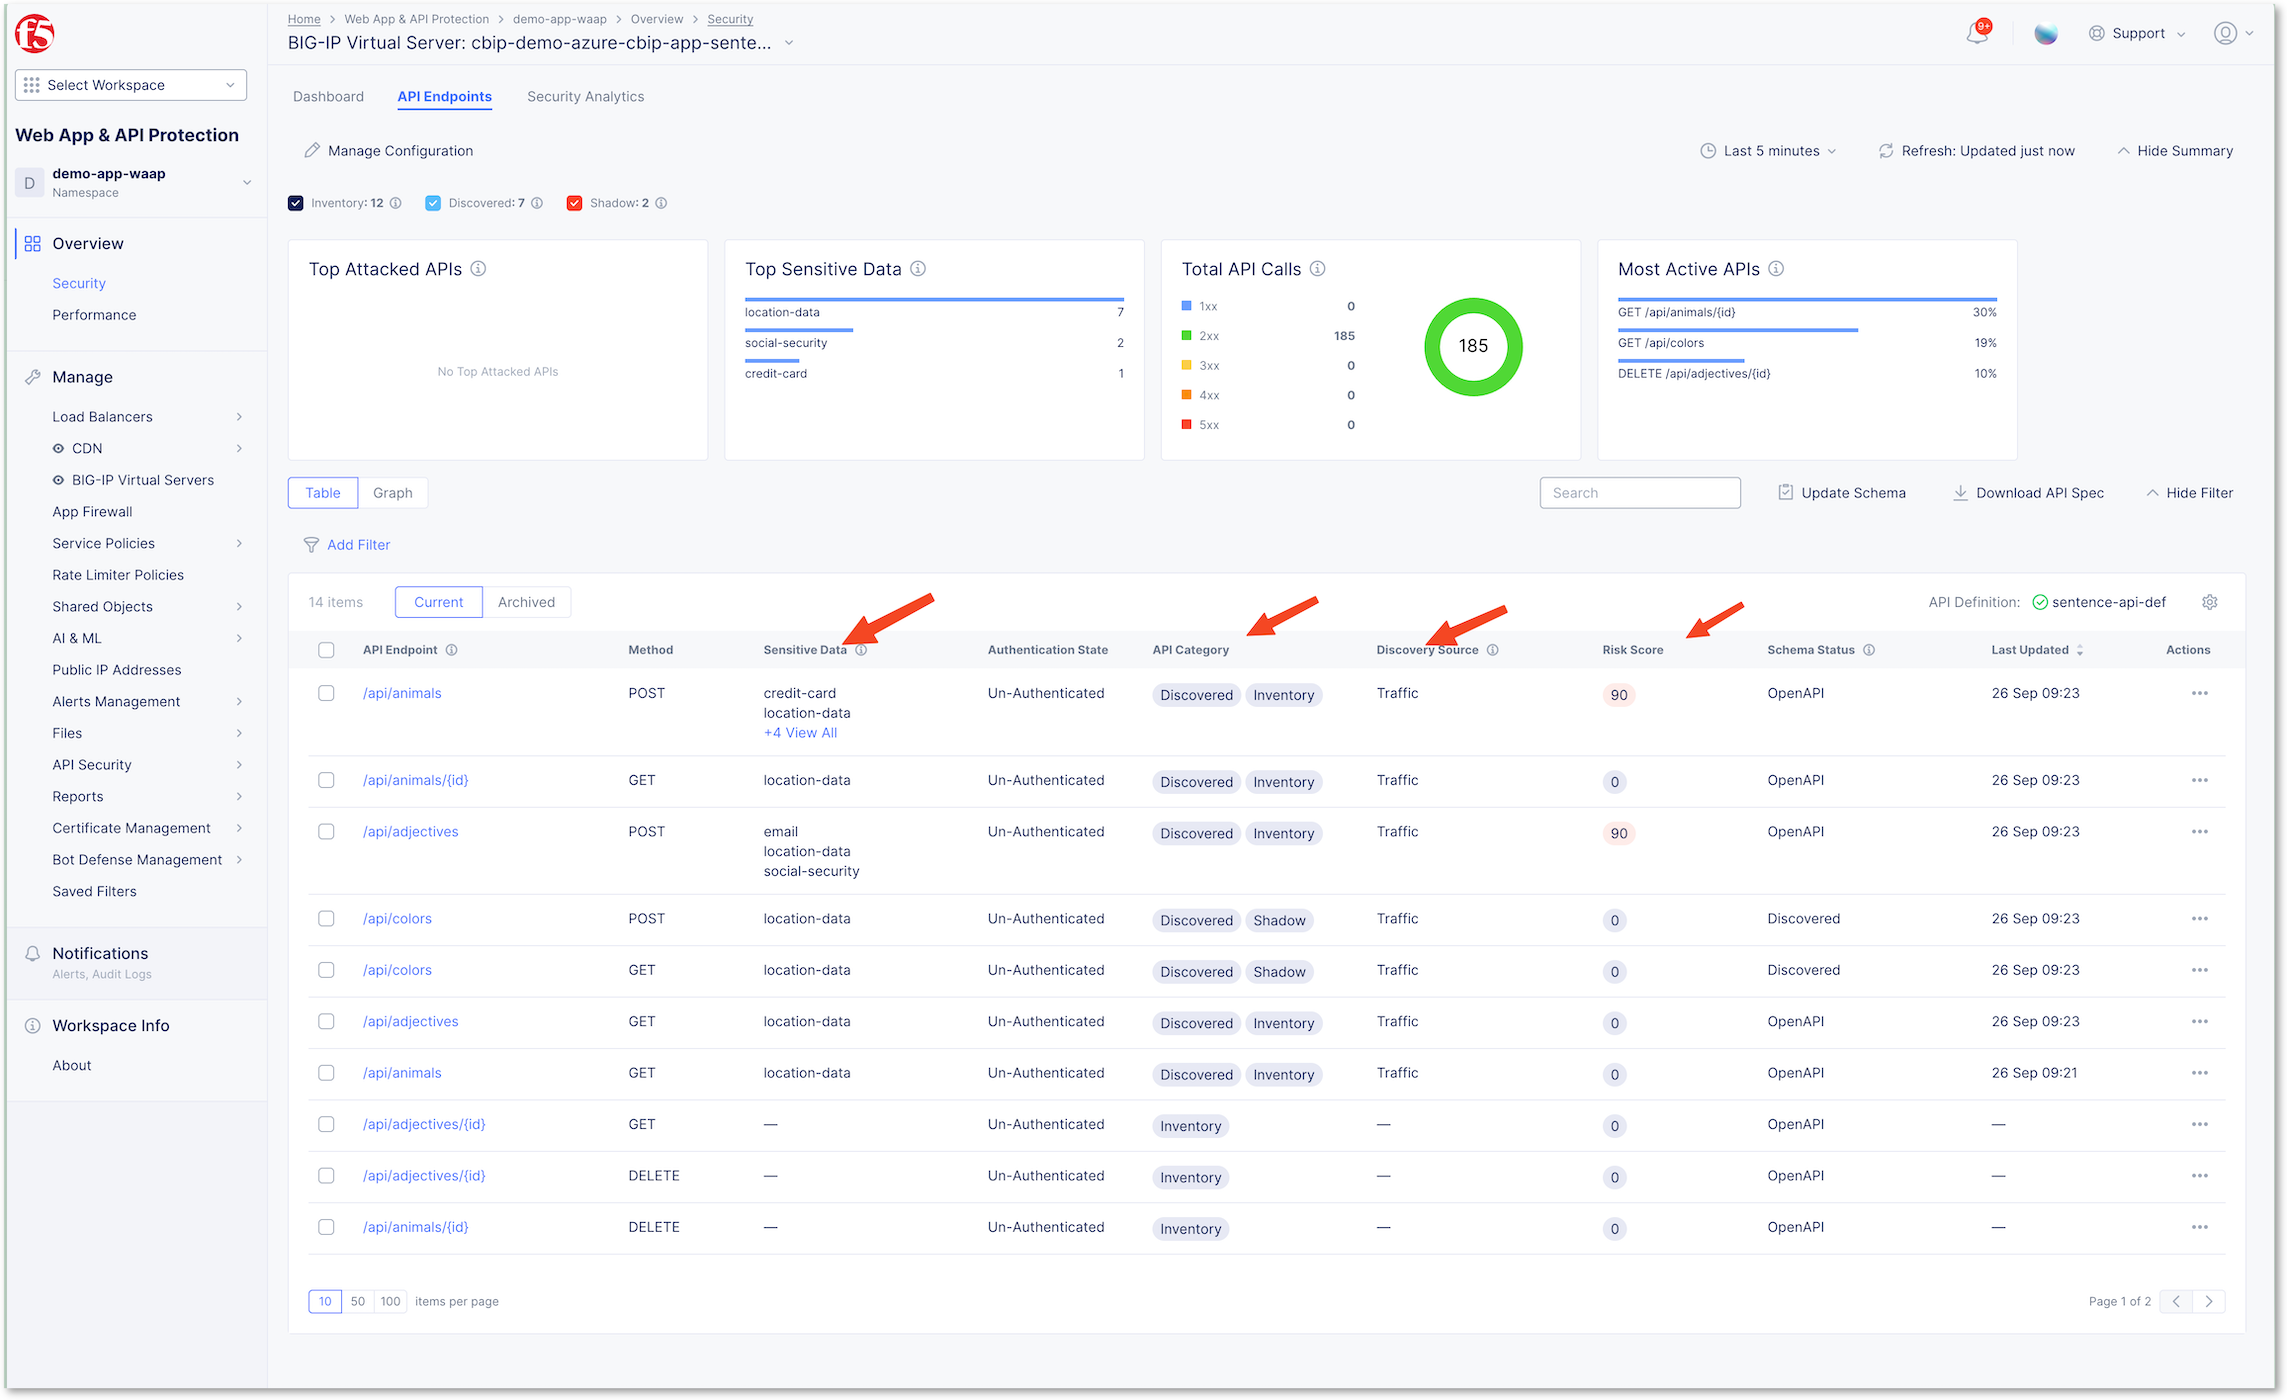 f5
Home > Web App & API Protection > demo-app-waap > Overview > Security
BIG-IP Virtual Server: cbip-demo-azure-cbip-app-sente...
9+
Support
Select Workspace
Web App & API Protection
D
demo-app-waap
Namespace
Overview
Security
Performance
Manage
Load Balancers
CDN
BIG-IP Virtual Servers
App Firewall
Service Policies
Rate Limiter Policies
Shared Objects
AI & ML
Public IP Addresses
Alerts Management
Files
API Security
Reports
Certificate Management
Bot Defense Management
Saved Filters
Notifications
Alerts, Audit Logs
Workspace Info
About
Dashboard API Endpoints Security Analytics
Manage Configuration
Last 5 minutes
Refresh: Updated just now
Hide Summary
Inventory: 12 Discovered: 7 Shadow: 2
Top Attacked APIs
No Top Attacked APIs
Top Sensitive Data
location-data 7
social-security 2
credit-card 1
Total API Calls
1xx 0
2xx 185
3xx 0
4xx 0
5xx 0
185
Most Active APIs
GET /api/animals/{id} 30%
GET /api/colors 19%
DELETE /api/adjectives/{id} 10%
Table Graph
Search
Update Schema
Download API Spec
Hide Filter
Add Filter
14 items
Current Archived
API Definition: sentence-api-def
API Endpoint Method Sensitive Data Authentication State API Category Discovery Source Risk Score Schema Status Last Updated Actions
/api/animals POST credit-card Un-Authenticated Discovered Inventory Traffic 90 OpenAPI 26 Sep 09:23
location-data
+4 View All
/api/animals/{id} GET location-data Un-Authenticated Discovered Inventory Traffic 0 OpenAPI 26 Sep 09:23
/api/adjectives POST email Un-Authenticated Discovered Inventory Traffic 90 OpenAPI 26 Sep 09:23
location-data
social-security
/api/colors POST location-data Un-Authenticated Discovered Shadow Traffic 0 Discovered 26 Sep 09:23
/api/colors GET location-data Un-Authenticated Discovered Shadow Traffic 0 Discovered 26 Sep 09:23
/api/adjectives GET location-data Un-Authenticated Discovered Inventory Traffic 0 OpenAPI 26 Sep 09:23
/api/animals GET location-data Un-Authenticated Discovered Inventory Traffic 0 OpenAPI 26 Sep 09:21
/api/adjectives/{id} GET — Un-Authenticated Inventory — 0 OpenAPI —
/api/adjectives/{id} DELETE — Un-Authenticated Inventory — 0 OpenAPI —
/api/animals/{id} DELETE — Un-Authenticated Inventory — 0 OpenAPI —
10 50 100 items per page
Page 1 of 2